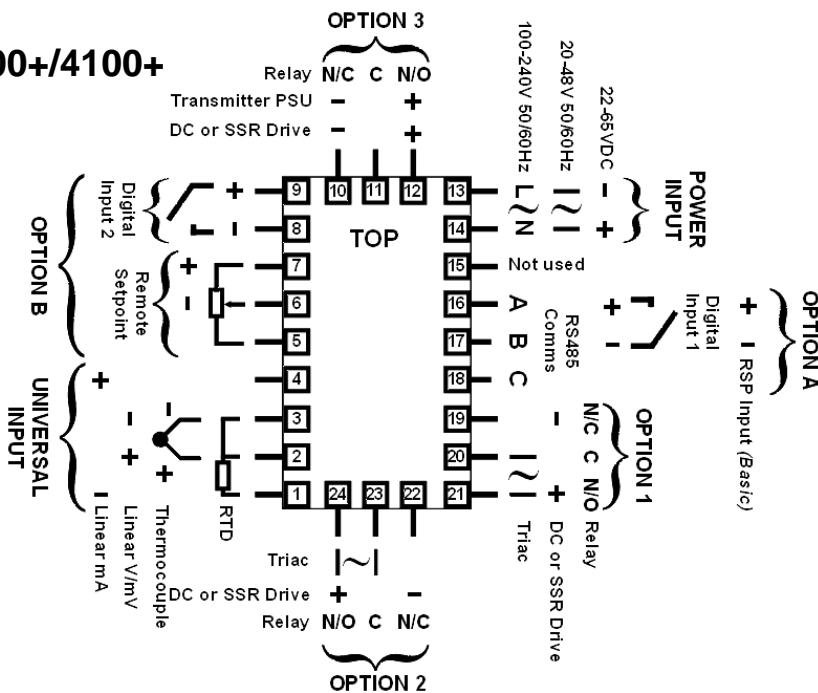 OPTION 3
00+/4100+
Relay N/C C N/O
Transmitter PSU - +
DC or SSR Drive - +
100-240V 50/60Hz
20-48V 50/60Hz
22-65VDC
POWER INPUT
L ~ N
~
- +
9 10 11 12 13
8 TOP 14
7 15 Not used
6 16 A
5 17 B
4 18 C
3 19
2 20
1 24 23 22 21
+ -
Digital Input 2
+ -
Remote Setpoint
OPTION B
RS485 Comms
+ -
Digital Input 1
+ - RSP Input (Basic)
OPTION A
UNIVERSAL INPUT
+ - Linear mA
- + Linear V/mV
- + Thermocouple
RTD
OPTION 1
N/C C N/O Relay
- + DC or SSR Drive
~ Triac
Triac ~
DC or SSR Drive + -
Relay N/O C N/C
OPTION 2